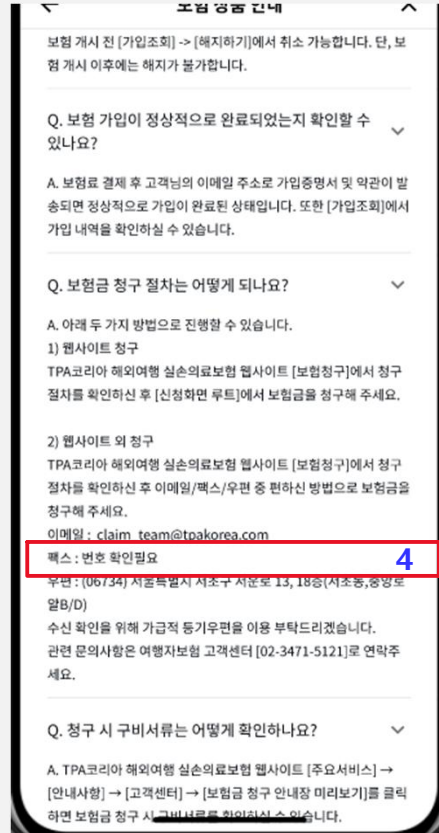 보험 상품 안내
보험 개시 전 [가입조회] -> [해지하기]에서 취소 가능합니다. 단, 보
험 개시 이후에는 해지가 불가합니다.
Q. 보험 가입이 정상적으로 완료되었는지 확인할 수
있나요?
A. 보험료 결제 후 고객님의 이메일 주소로 가입증명서 및 약관이 발
송되면 정상적으로 가입이 완료된 상태입니다. 또한 [가입조회]에서
가입 내역을 확인하실 수 있습니다.
Q. 보험금 청구 절차는 어떻게 되나요?
A. 아래 두 가지 방법으로 진행할 수 있습니다.
1) 웹사이트 청구
TPA코리아 해외여행 실손의료보험 웹사이트 [보험청구]에서 청구
절차를 확인하신 후 [신청화면 루트]에서 보험금을 청구해 주세요.
2) 웹사이트 외 청구
TPA코리아 해외여행 실손의료보험 웹사이트 [보험청구]에서 청구
절차를 확인하신 후 이메일/팩스/우편 중 편하신 방법으로 보험금을
청구해 주세요.
이메일 : claim_team@tpakorea.com
팩스 : 번호 확인필요 4
우편 : (06734) 서울특별시 서초구 서운로 13, 18층(서초동,중앙로
얄B/D)
수신 확인을 위해 가급적 등기우편을 이용 부탁드리겠습니다.
관련 문의사항은 여행자보험 고객센터 [02-3471-5121]로 연락주
세요.
Q. 청구 시 구비서류는 어떻게 확인하나요?
A. TPA코리아 해외여행 실손의료보험 웹사이트 [주요서비스] →
[안내사항] → [고객센터] → [보험금 청구 안내장 미리보기]를 클릭
하면 보험금 청구 시 구비서류를 확인하실 수 있습니다.